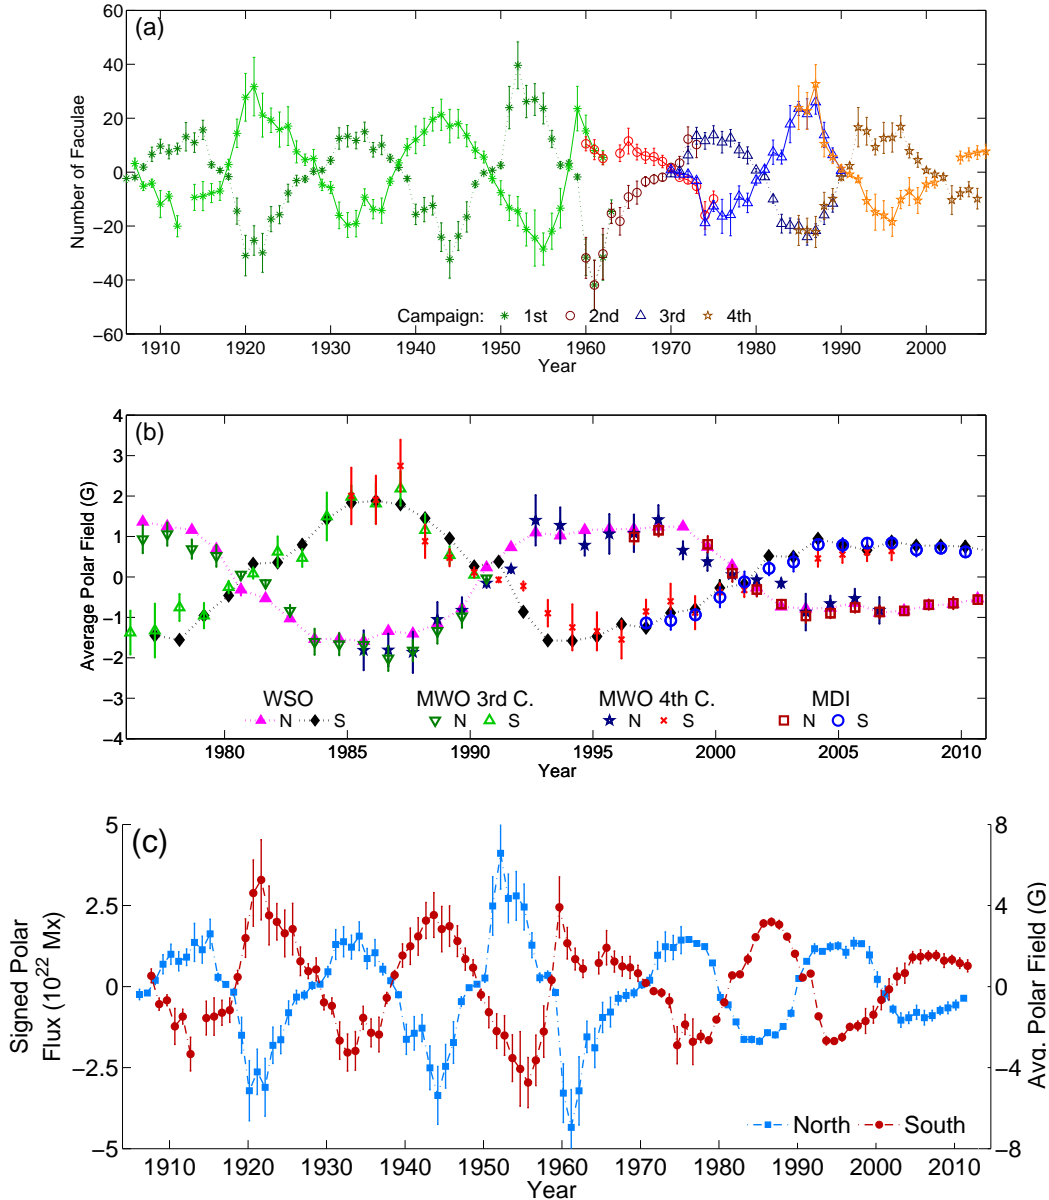 (a)
60
40
20
0
−20
−40
−60
Number of Faculae
Campaign: 1st 2nd 3rd 4th
1910 1920 1930 1940 1950 1960 1970 1980 1990 2000
Year
(b)
4
3
2
1
0
−1
−2
−3
−4
Average Polar Field (G)
WSO MWO 3rd C. MWO 4th C. MDI
N S N S N S N S
1980 1985 1990 1995 2000 2005 2010
Year
(c)
5
2.5
0
−2.5
−5
Signed Polar
Flux (10^22 Mx)
8
4
0
−4
−8
Avg. Polar Field (G)
North South
1910 1920 1930 1940 1950 1960 1970 1980 1990 2000 2010
Year